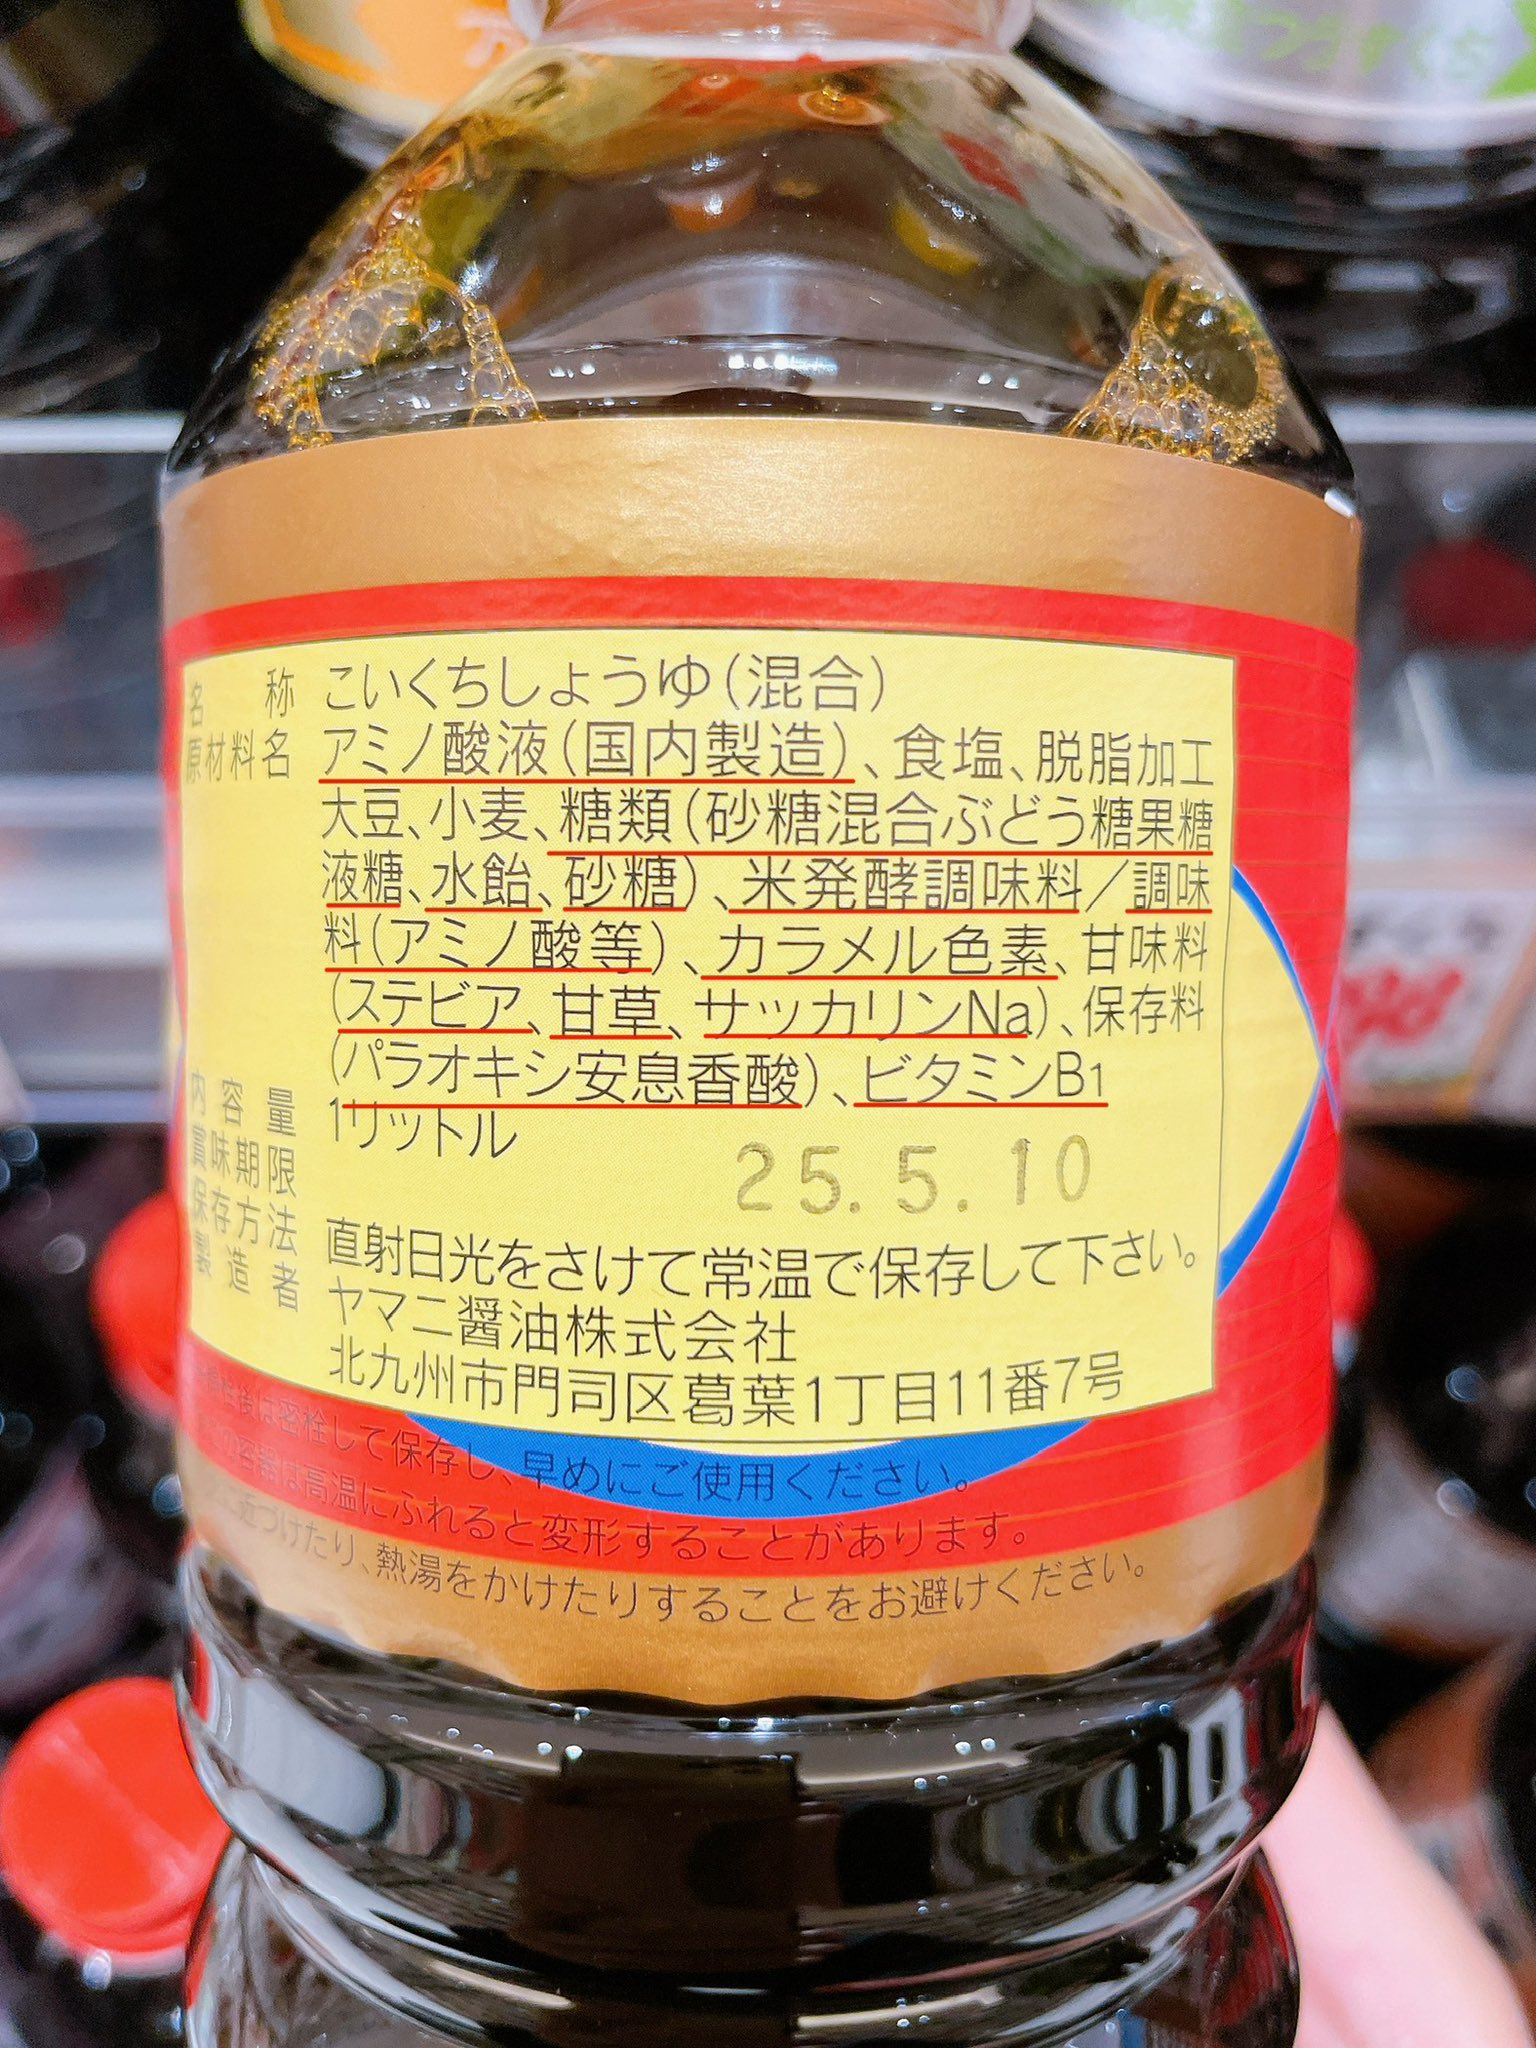 名称 こいくちしょうゆ(混合)
原材料名 アミノ酸液(国内製造)、食塩、脱脂加工
大豆、小麦、糖類(砂糖混合ぶどう糖果糖
液糖、水飴、砂糖)、米発酵調味料/調味
料(アミノ酸等)、カラメル色素、甘味料
(ステビア、甘草、サッカリンNa)、保存料
(パラオキシ安息香酸)、ビタミンB1
内容量 1リットル
賞味期限 25.5.10
保存方法 直射日光をさけて常温で保存して下さい。
製造者 ヤマニ醤油株式会社
北九州市門司区葛葉1丁目11番7号
後は密栓して保存し、早めにご使用ください。
の容器は高温にふれると変形することがあります。
近づけたり、熱湯をかけたりすることをお避けください。